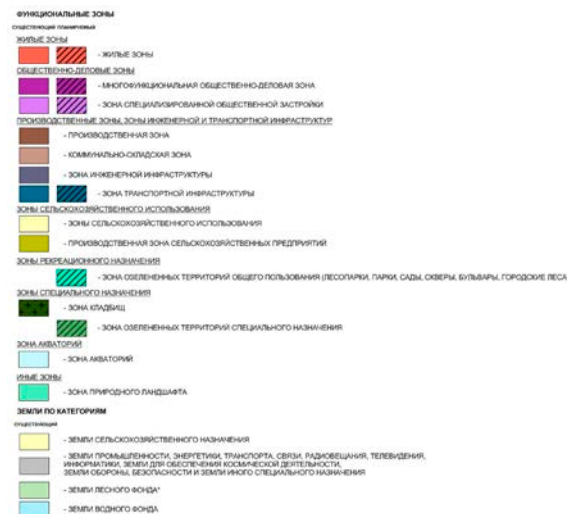 ФУНКЦИОНАЛЬНЫЕ ЗОНЫ
СУЩЕСТВУЮЩИЙ ПЛАНИРУЕМЫЙ
ЖИЛЫЕ ЗОНЫ
- ЖИЛЫЕ ЗОНЫ
ОБЩЕСТВЕННО-ДЕЛОВЫЕ ЗОНЫ
- МНОГОФУНКЦИОНАЛЬНАЯ ОБЩЕСТВЕННО-ДЕЛОВАЯ ЗОНА
- ЗОНА СПЕЦИАЛИЗИРОВАННОЙ ОБЩЕСТВЕННОЙ ЗАСТРОЙКИ
ПРОИЗВОДСТВЕННЫЕ ЗОНЫ, ЗОНЫ ИНЖЕНЕРНОЙ И ТРАНСПОРТНОЙ ИНФРАСТРУКТУР
- ПРОИЗВОДСТВЕННАЯ ЗОНА
- КОММУНАЛЬНО-СКЛАДСКАЯ ЗОНА
- ЗОНА ИНЖЕНЕРНОЙ ИНФРАСТРУКТУРЫ
- ЗОНА ТРАНСПОРТНОЙ ИНФРАСТРУКТУРЫ
ЗОНЫ СЕЛЬСКОХОЗЯЙСТВЕННОГО ИСПОЛЬЗОВАНИЯ
- ЗОНЫ СЕЛЬСКОХОЗЯЙСТВЕННОГО ИСПОЛЬЗОВАНИЯ
- ПРОИЗВОДСТВЕННАЯ ЗОНА СЕЛЬСКОХОЗЯЙСТВЕННЫХ ПРЕДПРИЯТИЙ
ЗОНЫ РЕКРЕАЦИОННОГО НАЗНАЧЕНИЯ
- ЗОНА ОЗЕЛЕНЕННЫХ ТЕРРИТОРИЙ ОБЩЕГО ПОЛЬЗОВАНИЯ (ЛЕСОПАРКИ, ПАРКИ, САДЫ, СКВЕРЫ, БУЛЬВАРЫ, ГОРОДСКИЕ ЛЕСА
ЗОНЫ СПЕЦИАЛЬНОГО НАЗНАЧЕНИЯ
- ЗОНА КЛАДБИЩ
- ЗОНА ОЗЕЛЕНЕННЫХ ТЕРРИТОРИЙ СПЕЦИАЛЬНОГО НАЗНАЧЕНИЯ
ЗОНА АКВАТОРИЙ
- ЗОНА АКВАТОРИЙ
ИНЫЕ ЗОНЫ
- ЗОНА ПРИРОДНОГО ЛАНДШАФТА
ЗЕМЛИ ПО КАТЕГОРИЯМ
СУЩЕСТВУЮЩИЙ
- ЗЕМЛИ СЕЛЬСКОХОЗЯЙСТВЕННОГО НАЗНАЧЕНИЯ
- ЗЕМЛИ ПРОМЫШЛЕННОСТИ, ЭНЕРГЕТИКИ, ТРАНСПОРТА, СВЯЗИ, РАДИОВЕЩАНИЯ, ТЕЛЕВИДЕНИЯ,
ИНФОРМАТИКИ, ЗЕМЛИ ДЛЯ ОБЕСПЕЧЕНИЯ КОСМИЧЕСКОЙ ДЕЯТЕЛЬНОСТИ,
ЗЕМЛИ ОБОРОНЫ, БЕЗОПАСНОСТИ И ЗЕМЛИ ИНОГО СПЕЦИАЛЬНОГО НАЗНАЧЕНИЯ
- ЗЕМЛИ ЛЕСНОГО ФОНДА*
- ЗЕМЛИ ВОДНОГО ФОНДА